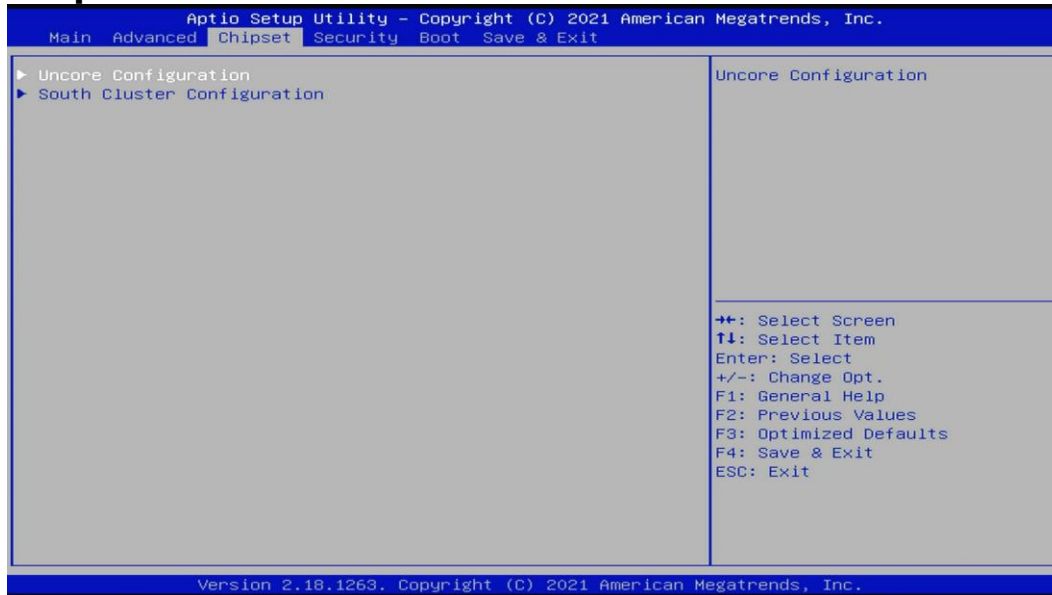 Aptio Setup Utility – Copyright (C) 2021 American Megatrends, Inc.
Main Advanced Chipset Security Boot Save & Exit
► Uncore Configuration
► South Cluster Configuration
Uncore Configuration
→←: Select Screen
↑↓: Select Item
Enter: Select
+/-: Change Opt.
F1: General Help
F2: Previous Values
F3: Optimized Defaults
F4: Save & Exit
ESC: Exit
Version 2.18.1263. Copyright (C) 2021 American Megatrends, Inc.